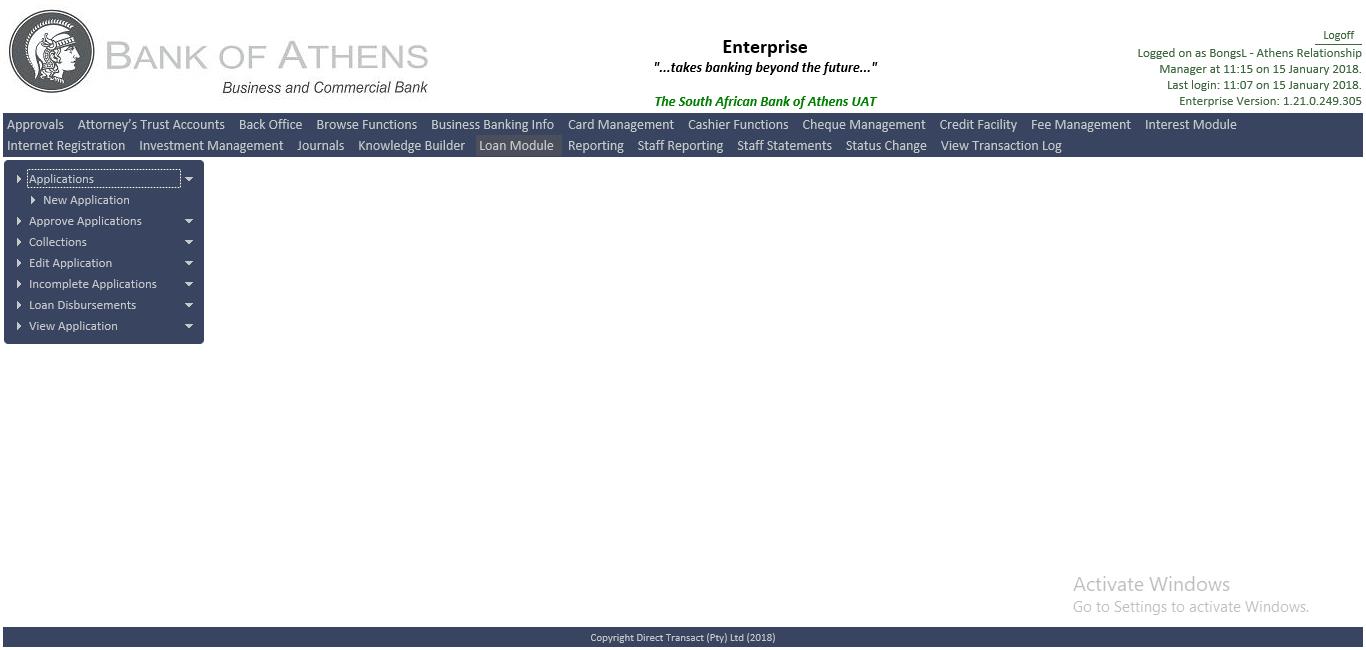 BANK OF ATHENS
Business and Commercial Bank
Enterprise
"...takes banking beyond the future..."
The South African Bank of Athens UAT
Logoff
Logged on as BongsL - Athens Relationship
Manager at 11:15 on 15 January 2018.
Last login: 11:07 on 15 January 2018.
Enterprise Version: 1.21.0.249.305
Approvals Attorney's Trust Accounts Back Office Browse Functions Business Banking Info Card Management Cashier Functions Cheque Management Credit Facility Fee Management Interest Module
Internet Registration Investment Management Journals Knowledge Builder Loan Module Reporting Staff Reporting Staff Statements Status Change View Transaction Log
Applications
New Application
Approve Applications
Collections
Edit Application
Incomplete Applications
Loan Disbursements
View Application
Activate Windows
Go to Settings to activate Windows.
Copyright Direct Transact (Pty) Ltd (2018)